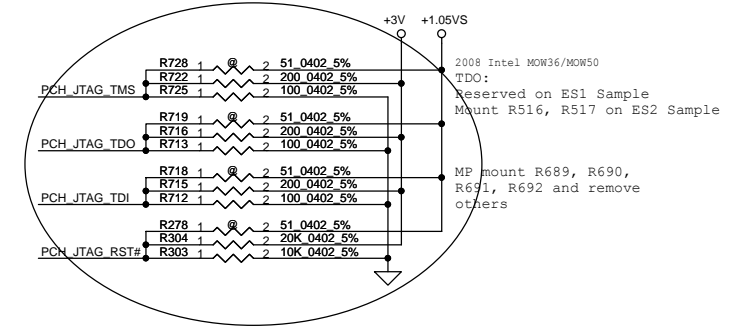 +3V +1.05VS
R728 1 @ 2 51_0402_5%
R722 1 2 200_0402_5%
PCH_JTAG_TMS R725 1 2 100_0402_5%
R719 1 @ 2 51_0402_5%
R716 1 2 200_0402_5%
PCH_JTAG_TDO R713 1 2 100_0402_5%
R718 1 @ 2 51_0402_5%
R715 1 2 200_0402_5%
PCH_JTAG_TDI R712 1 2 100_0402_5%
R278 1 @ 2 51_0402_5%
R304 1 2 20K_0402_5%
PCH_JTAG_RST# R303 1 2 10K_0402_5%
2008 Intel MOW36/MOW50
TDO:
Reserved on ES1 Sample
Mount R516, R517 on ES2 Sample
MP mount R689, R690,
R691, R692 and remove
others